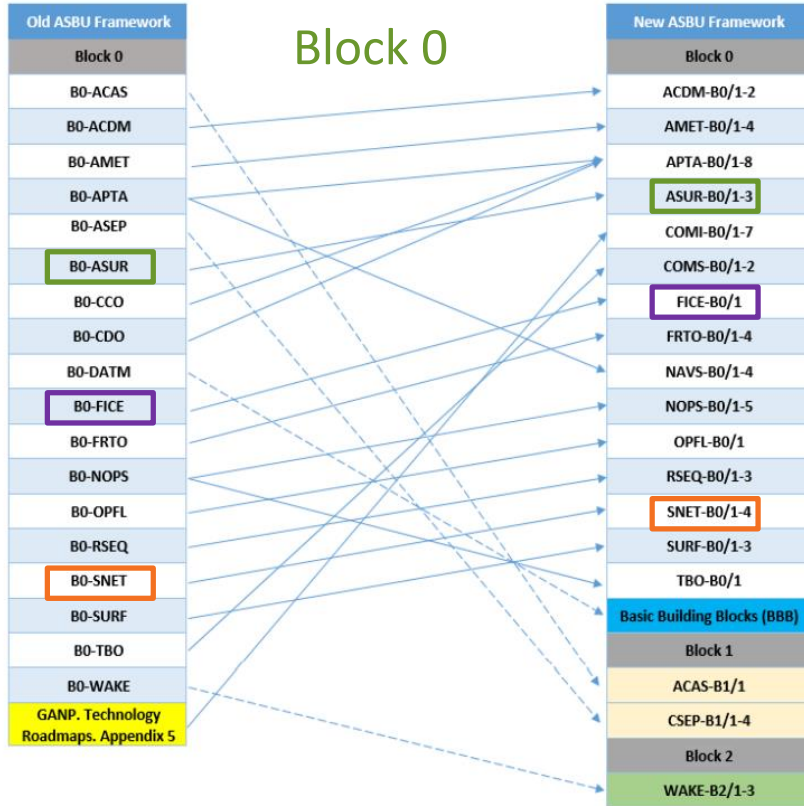 Old ASBU Framework
Block 0
B0-ACAS
B0-ACDM
B0-AMET
B0-APTA
B0-ASEP
B0-ASUR
B0-CCO
B0-CDO
B0-DATM
B0-FICE
B0-FRTO
B0-NOPS
B0-OPFL
B0-RSEQ
B0-SNET
B0-SURF
B0-TBO
B0-WAKE
GANP. Technology
Roadmaps. Appendix 5
Block 0
New ASBU Framework
Block 0
ACDM-B0/1-2
AMET-B0/1-4
APTA-B0/1-8
ASUR-B0/1-3
COMI-B0/1-7
COMS-B0/1-2
FICE-B0/1
FRTO-B0/1-4
NAVS-B0/1-4
NOPS-B0/1-5
OPFL-B0/1
RSEQ-B0/1-3
SNET-B0/1-4
SURF-B0/1-3
TBO-B0/1
Basic Building Blocks (BBB)
Block 1
ACAS-B1/1
CSEP-B1/1-4
Block 2
WAKE-B2/1-3